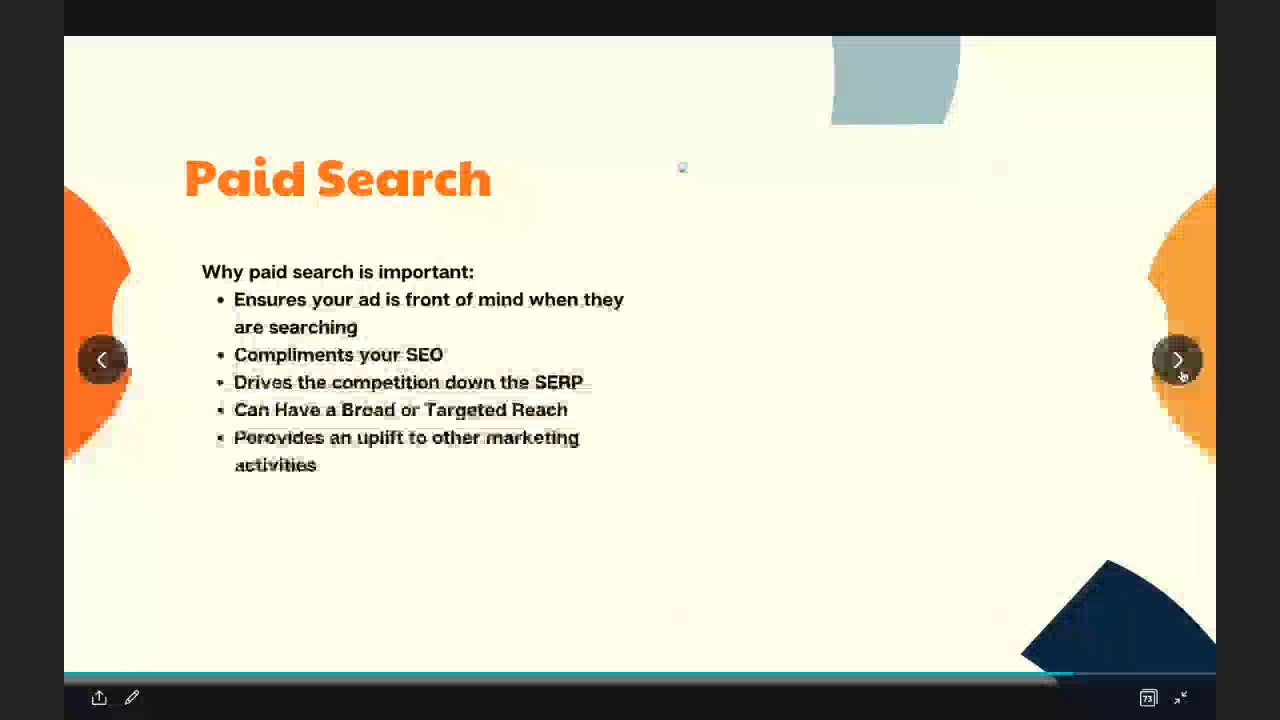 Paid Search
Why paid search is important:
• Ensures your ad is front of mind when they
are searching
• Compliments your SEO
• Drives the competition down the SERP
• Can Have a Broad or Targeted Reach
• Porovides an uplift to other marketing
activities
73